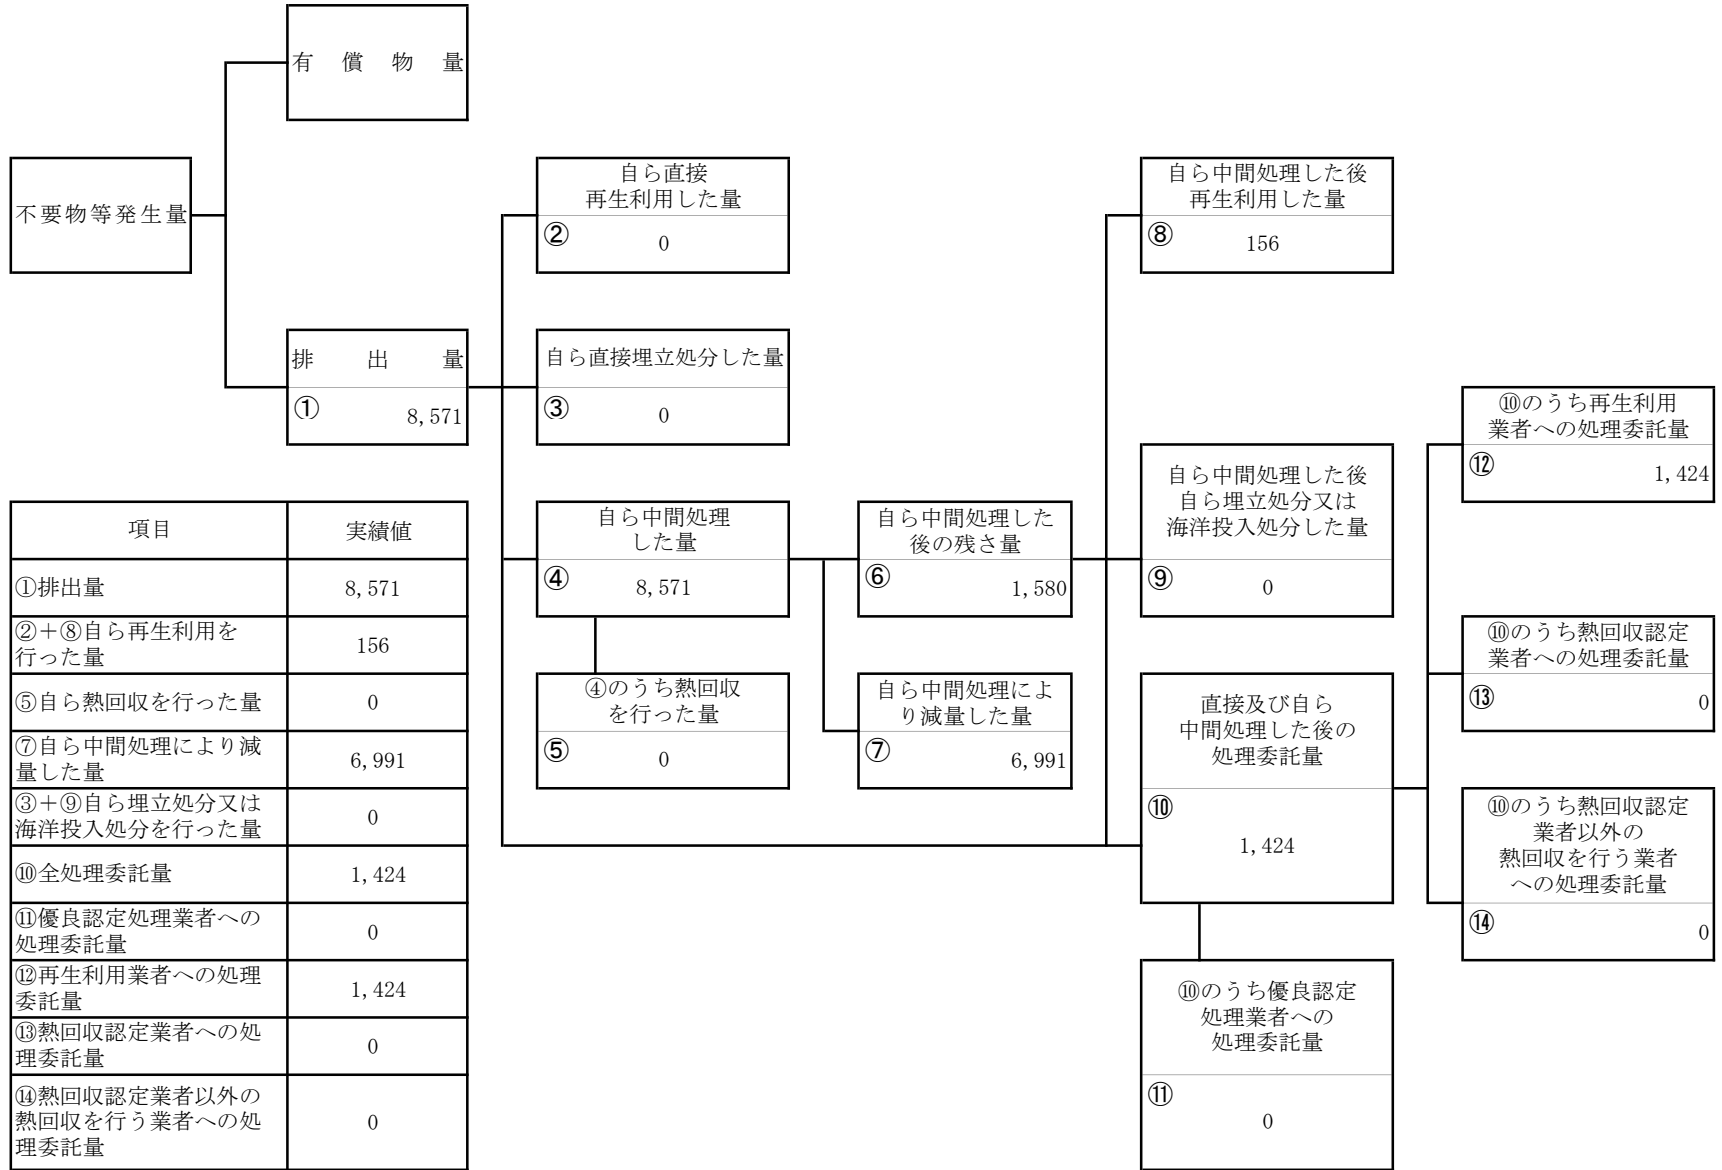 有償物量
不要物等発生量
自ら直接
再生利用した量
②
0
自ら中間処理した後
再生利用した量
⑧
156
排出量
①
8,571
自ら直接埋立処分した量
③
0
⑩のうち再生利用
業者への処理委託量
⑫
1,424
自ら中間処理した後
自ら埋立処分又は
海洋投入処分した量
⑨
0
自ら中間処理
した量
④
8,571
自ら中間処理した
後の残さ量
⑥
1,580
④のうち熱回収
を行った量
⑤
0
自ら中間処理によ
り減量した量
⑦
6,991
直接及び自ら
中間処理した後の
処理委託量
⑩
1,424
⑩のうち熱回収認定
業者への処理委託量
⑬
0
⑩のうち熱回収認定
業者以外の
熱回収を行う業者
への処理委託量
⑭
0
⑩のうち優良認定
処理業者への
処理委託量
⑪
0
項目 実績値
①排出量 8,571
②＋⑧自ら再生利用を
行った量 156
⑤自ら熱回収を行った量 0
⑦自ら中間処理により減
量した量 6,991
③＋⑨自ら埋立処分又は
海洋投入処分を行った量 0
⑩全処理委託量 1,424
⑪優良認定処理業者への
処理委託量 0
⑫再生利用業者への処理
委託量 1,424
⑬熱回収認定業者への処
理委託量 0
⑭熱回収認定業者以外の
熱回収を行う業者への処
理委託量 0